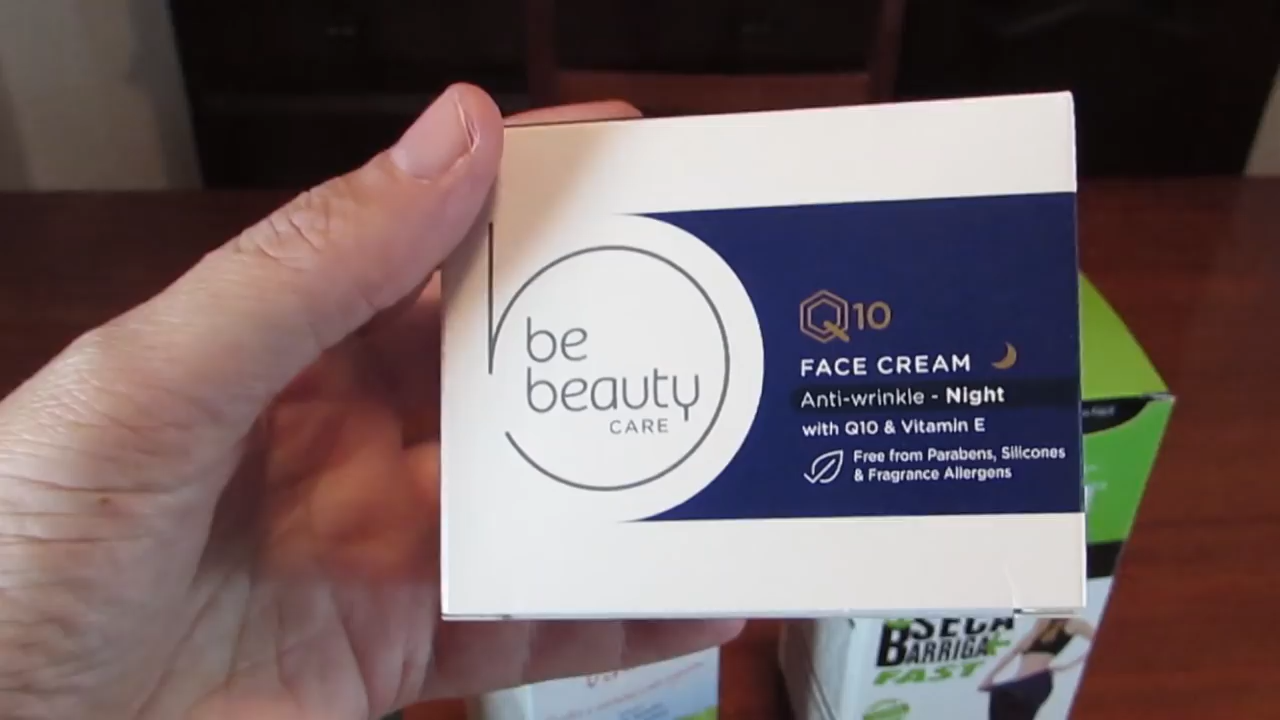 be
beauty
CARE
Q10
FACE CREAM
Anti-wrinkle - Night
with Q10 & Vitamin E
Free from Parabens, Silicones
& Fragrance Allergens
SECA
BARRIGA+
FAST